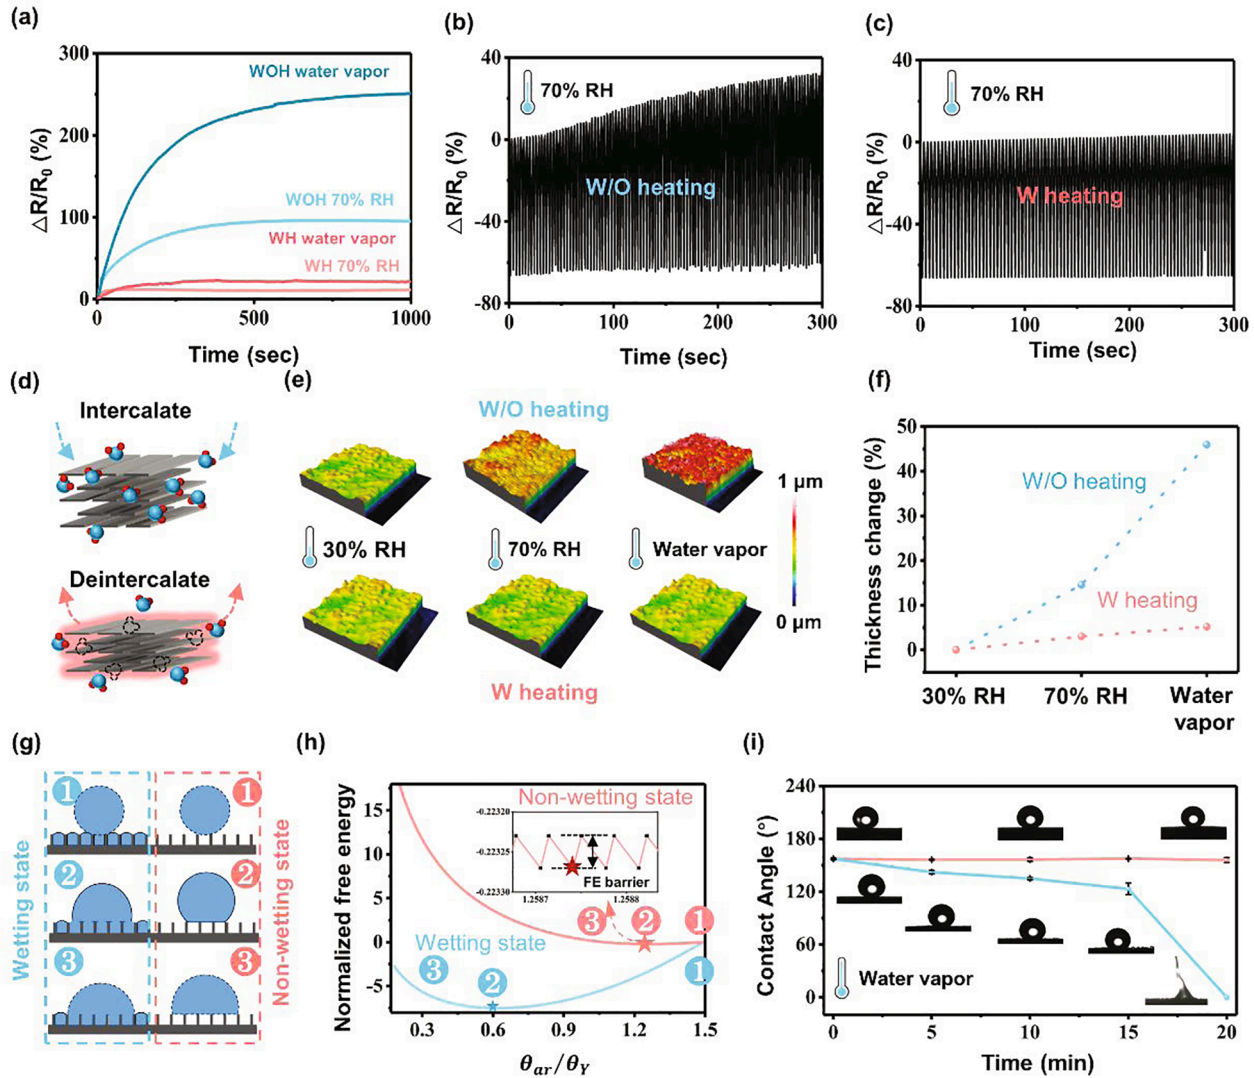 (a)
300
250
200
150
100
50
0
0
500
1000
△R/R0 (%)
Time (sec)
WOH water vapor
WOH 70% RH
WH water vapor
WH 70% RH
(b)
40
0
-40
-80
0
100
200
300
△R/R0 (%)
Time (sec)
70% RH
W/O heating
(c)
40
0
-40
-80
0
100
200
300
△R/R0 (%)
Time (sec)
70% RH
W heating
(d)
Intercalate
Deintercalate
(e)
W/O heating
30% RH
70% RH
Water vapor
1 μm
0 μm
W heating
(f)
50
40
30
20
10
0
Thickness change (%)
W/O heating
W heating
30% RH
70% RH
Water
vapor
(g)
Wetting state
Non-wetting state
1
1
2
2
3
3
(h)
Normalized free energy
15
10
5
0
-5
0.3
0.6
0.9
1.2
1.5
θar/θY
Non-wetting state
-0.22320
-0.22325
-0.22330
1.2587
1.2588
FE barrier
3
2
1
Wetting state
3
2
1
(i)
Contact Angle (°)
240
180
120
60
0
0
5
10
15
20
Time (min)
Water vapor